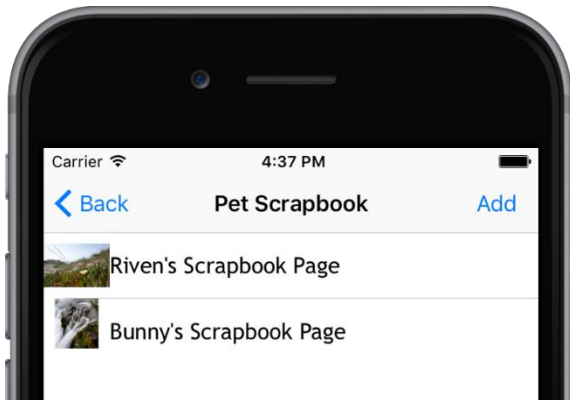 Carrier
4:37 PM
Back
Pet Scrapbook
Add
Riven's Scrapbook Page
Bunny's Scrapbook Page